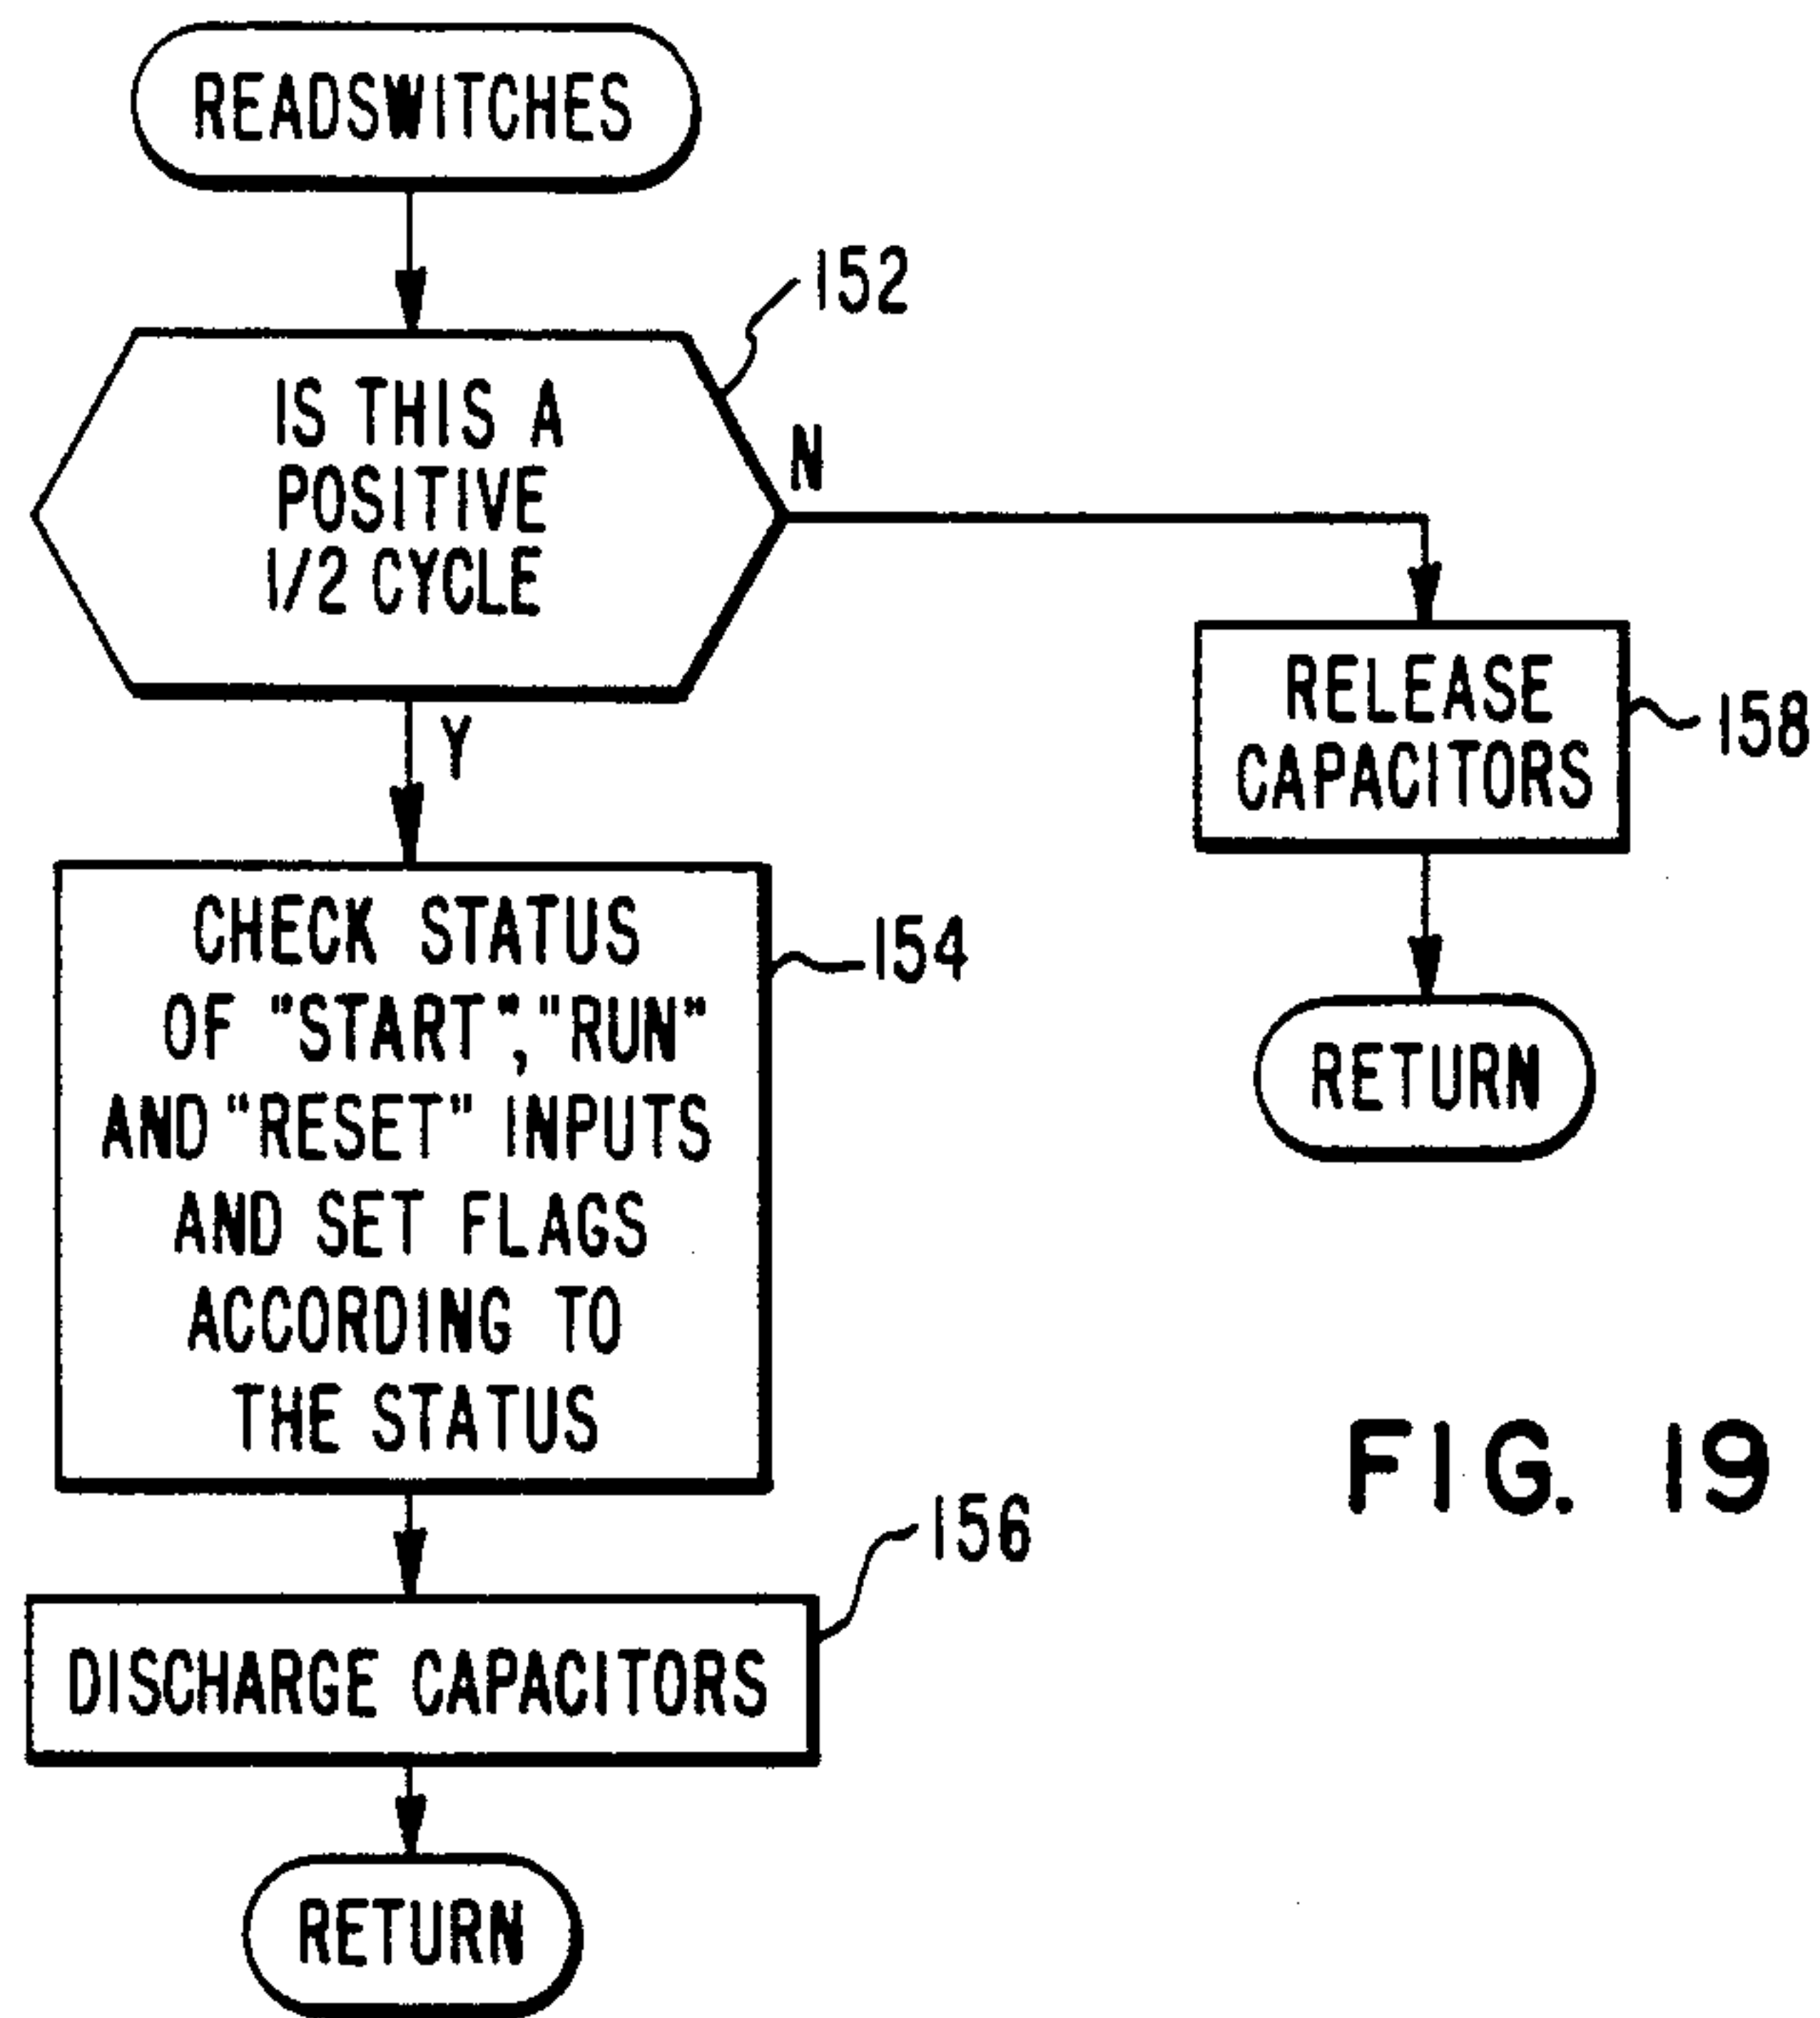 READSWITCHES
152
IS THIS A
POSITIVE
1/2 CYCLE
N
Y
RELEASE
CAPACITORS
158
RETURN
CHECK STATUS
OF "START", "RUN"
AND "RESET" INPUTS
AND SET FLAGS
ACCORDING TO
THE STATUS
154
DISCHARGE CAPACITORS
156
RETURN
FIG. 19